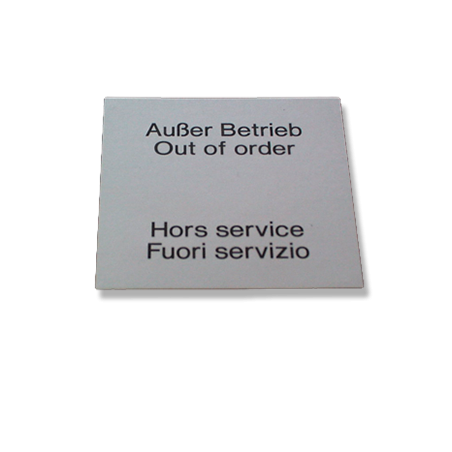 Außer Betrieb
Out of order
Hors service
Fuori servizio